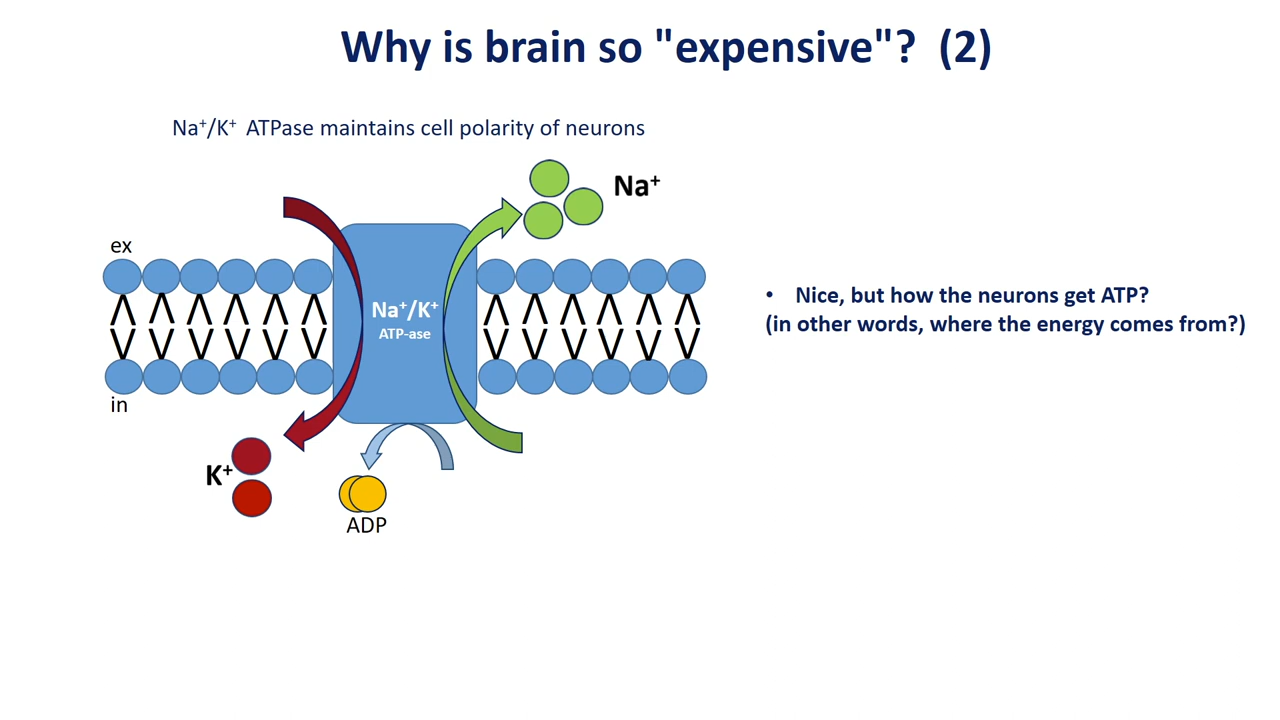 Why is brain so "expensive"? (2)
Na⁺/K⁺ ATPase maintains cell polarity of neurons
Na⁺
ex
Na⁺/K⁺
ATP-ase
• Nice, but how the neurons get ATP?
(in other words, where the energy comes from?)
in
K⁺
ADP